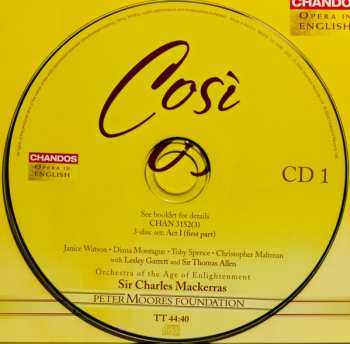 CHANDOS
OPERA IN
ENGLISH
Così
CHANDOS
OPERA IN
ENGLISH
CD 1
See booklet for details
CHAN 3152(3)
3-disc set: Act I (first part)
Janice Watson • Diana Montague • Toby Spence • Christopher Maltman
with Lesley Garrett and Sir Thomas Allen
Orchestra of the Age of Enlightenment
Sir Charles Mackerras
PETER MOORES FOUNDATION
TT 44:40